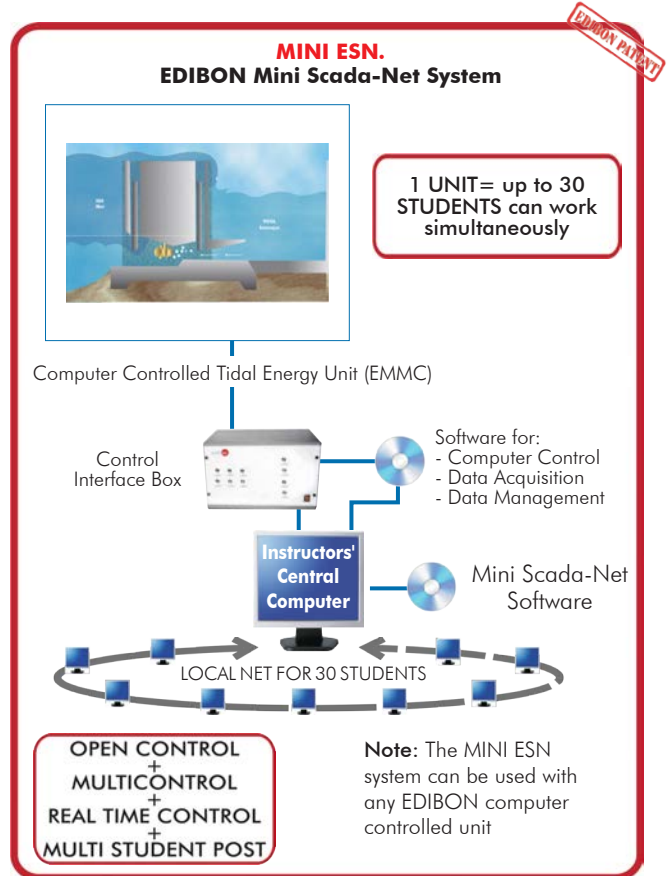 EDIBON PATENT
MINI ESN.
EDIBON Mini Scada-Net System
1 UNIT= up to 30
STUDENTS can work
simultaneously
Computer Controlled Tidal Energy Unit (EMMC)
Control
Interface Box
Software for:
- Computer Control
- Data Acquisition
- Data Management
Instructors'
Central
Computer
Mini Scada-Net
Software
LOCAL NET FOR 30 STUDENTS
OPEN CONTROL
+
MULTICONTROL
+
REAL TIME CONTROL
+
MULTI STUDENT POST
Note: The MINI ESN
system can be used with
any EDIBON computer
controlled unit